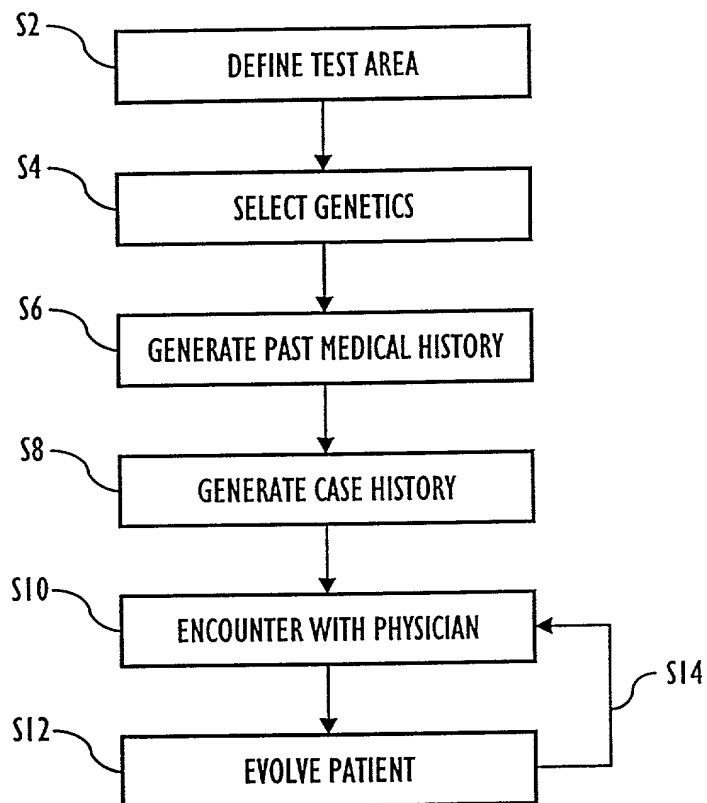 S2
DEFINE TEST AREA
S4
SELECT GENETICS
S6
GENERATE PAST MEDICAL HISTORY
S8
GENERATE CASE HISTORY
S10
ENCOUNTER WITH PHYSICIAN
S14
S12
EVOLVE PATIENT